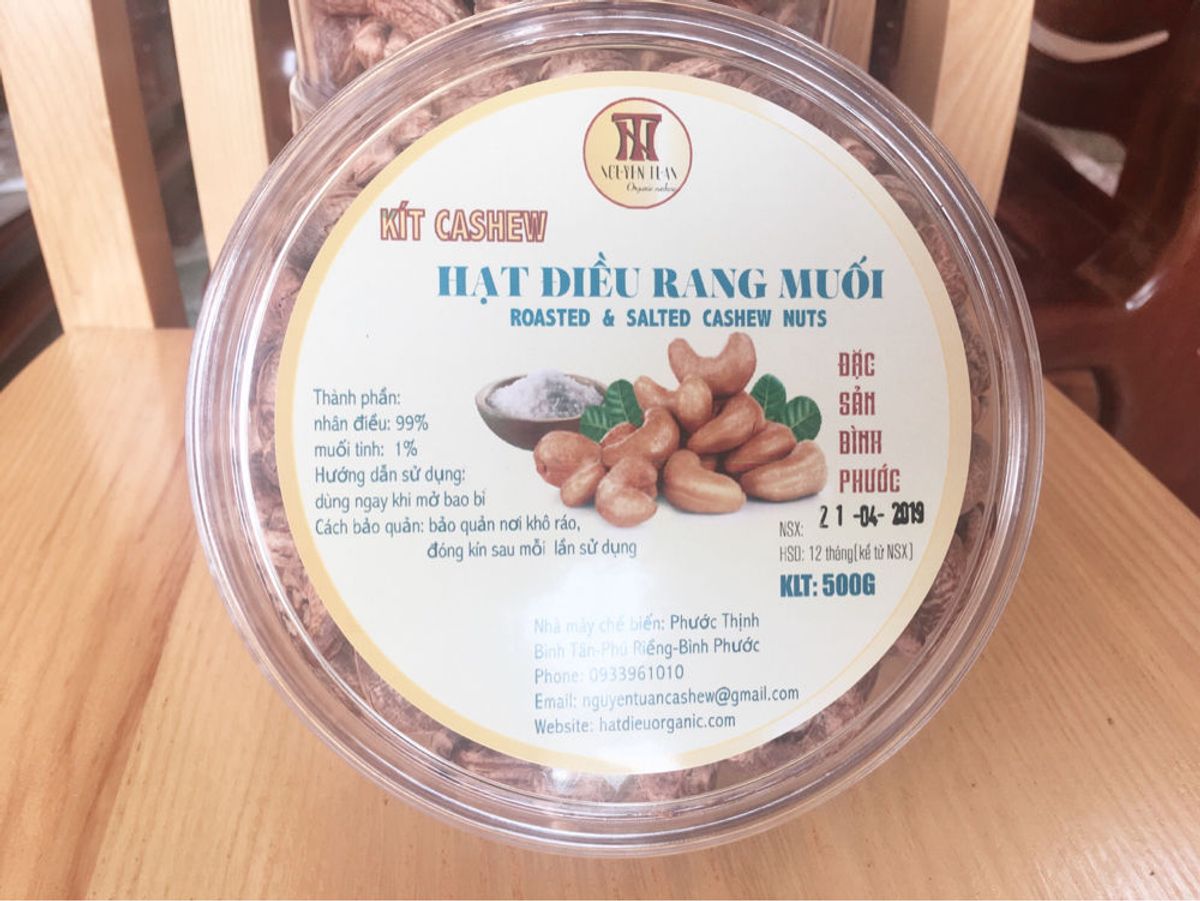 NT
NGUYEN TUAN
Organic nature
KÍT CASHEW
HẠT ĐIỀU RANG MUỐI
ROASTED & SALTED CASHEW NUTS
Thành phần:
nhân điều: 99%
muối tinh: 1%
Hướng dẫn sử dụng:
dùng ngay khi mở bao bì
Cách bảo quản: bảo quản nơi khô ráo,
đóng kín sau mỗi lần sử dụng
ĐẶC
SẢN
BÌNH
PHƯỚC
NSX: 21-04-2019
HSD: 12 tháng(kể từ NSX)
KLT: 500G
Nhà máy chế biến: Phước Thịnh
Bình Tân-Phú Riềng-Bình Phước
Phone: 0933961010
Email: nguyentuancashew@gmail.com
Website: hatdieuorganic.com